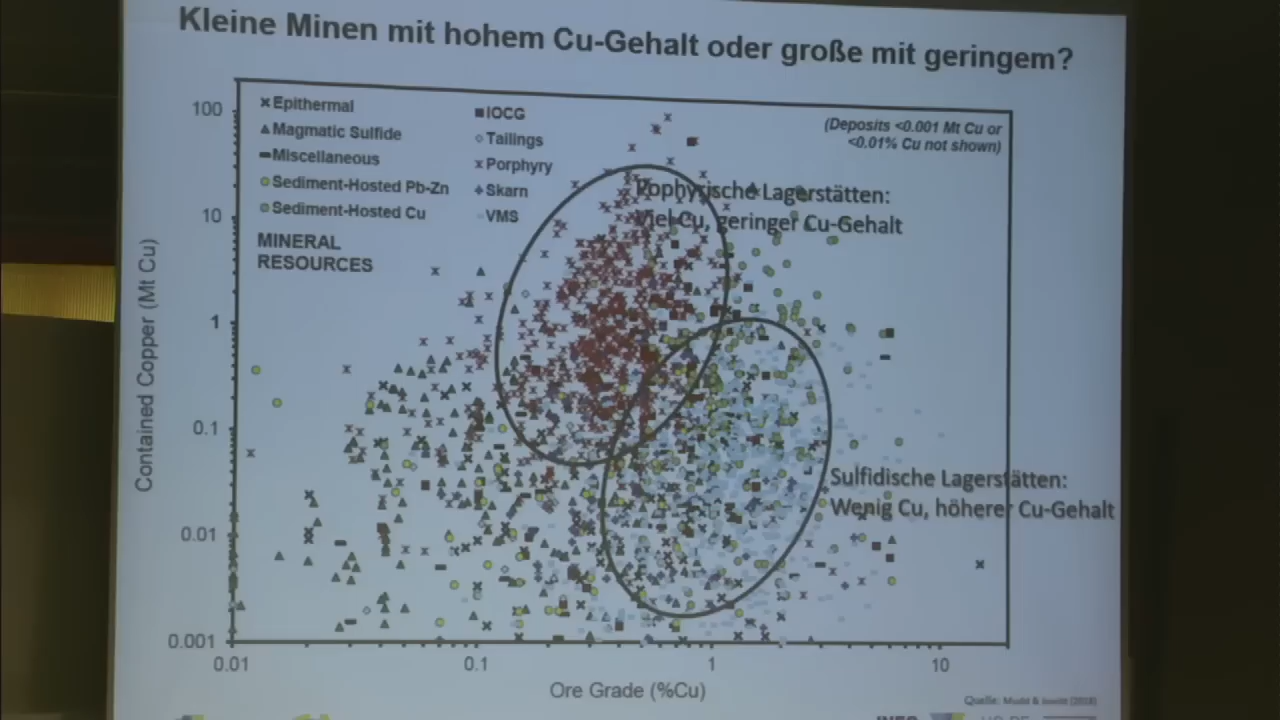 Kleine Minen mit hohem Cu-Gehalt oder große mit geringem?
Epithermal
Magmatic Sulfide
Miscellaneous
Sediment-Hosted Pb-Zn
Sediment-Hosted Cu
IOCG
Tailings
Porphyry
Skarn
VMS
MINERAL
RESOURCES
(Deposits <0.001 Mt Cu or
<0.01% Cu not shown)
Pophyrische Lagerstätten:
Viel Cu, geringer Cu-Gehalt
Sulfidische Lagerstätten:
Wenig Cu, höherer Cu-Gehalt
Contained Copper (Mt Cu)
100
10
1
0.1
0.01
0.001
0.01
0.1
1
10
Ore Grade (%Cu)
Quelle: Mudd & Jowitt (2018)